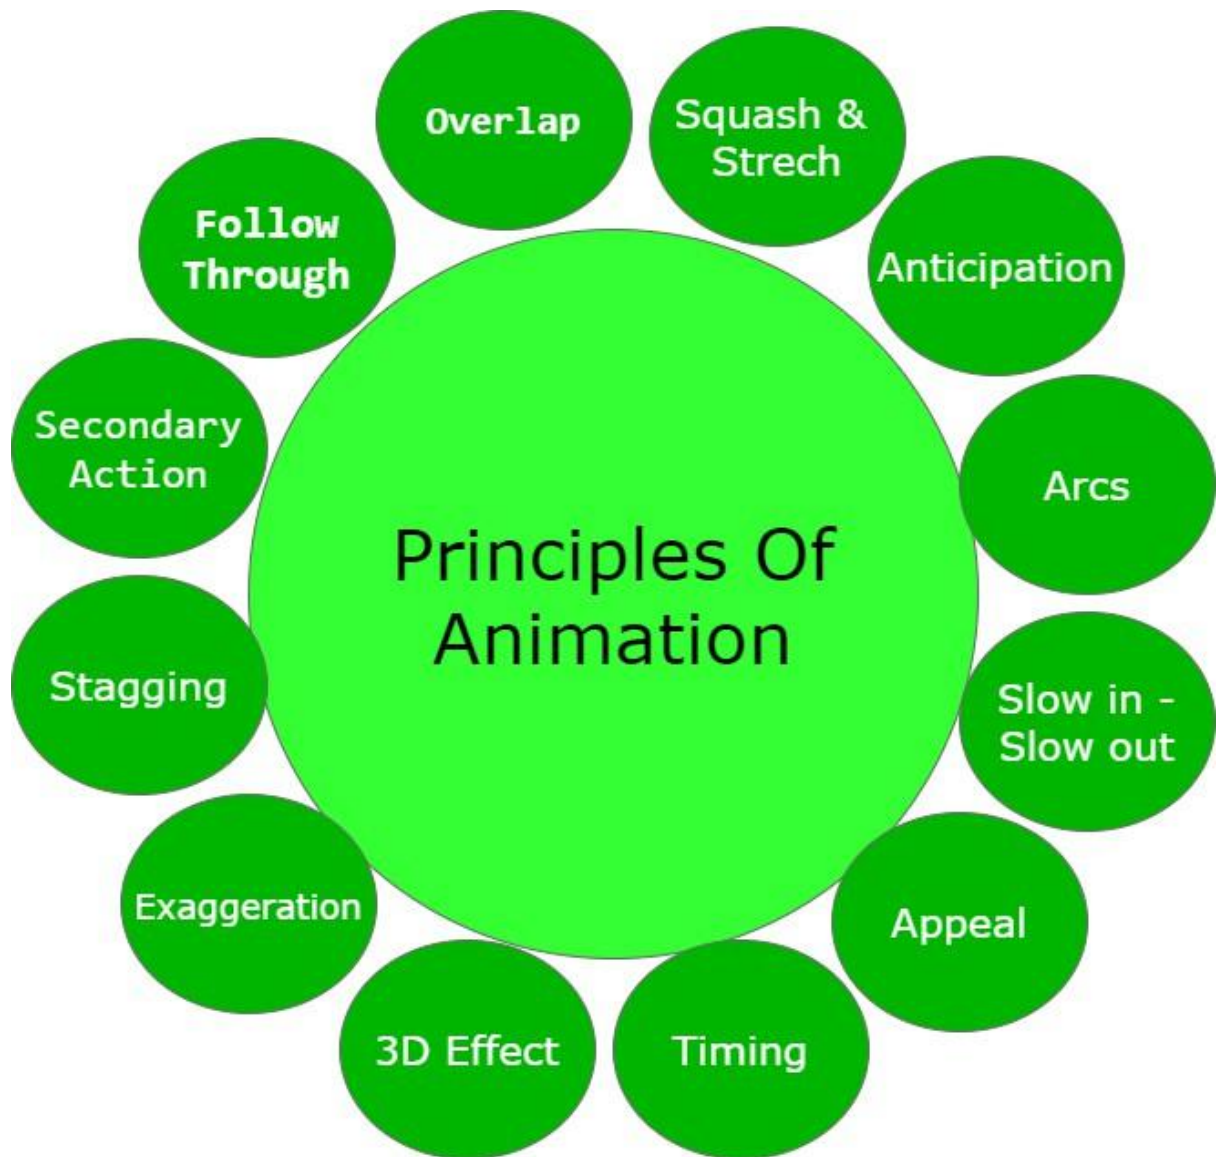 Overlap
Squash &
Strech
Follow
Through
Anticipation
Secondary
Action
Arcs
Principles Of
Animation
Stagging
Slow in -
Slow out
Exaggeration
Appeal
3D Effect
Timing